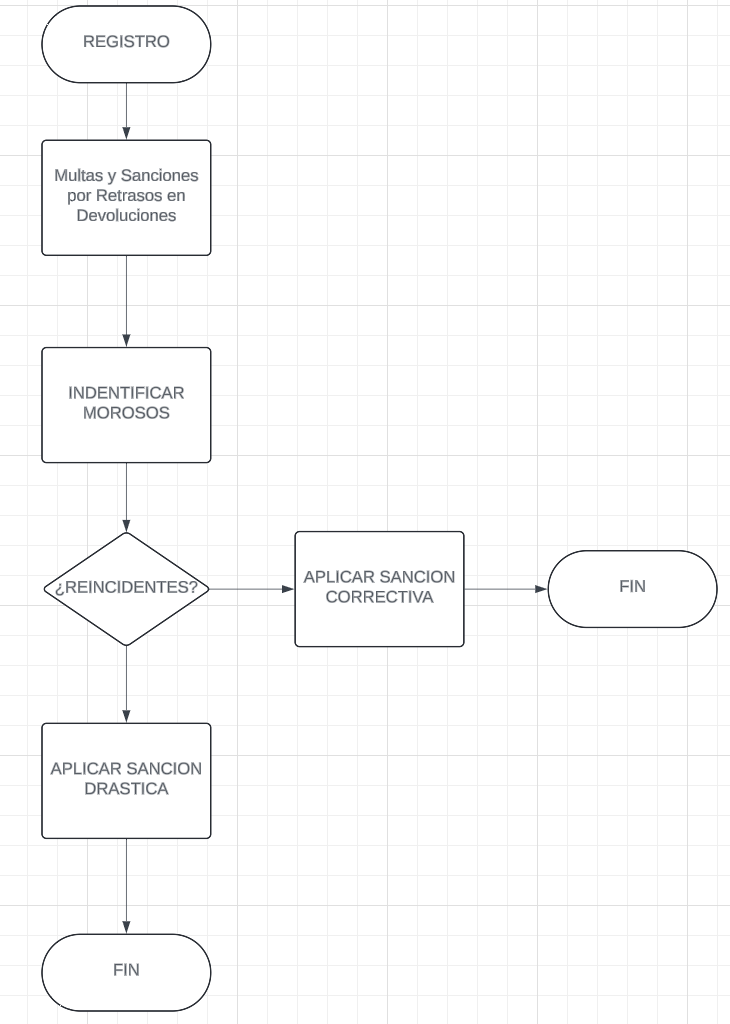 REGISTRO
Multas y Sanciones
por Retrasos en
Devoluciones
INDENTIFICAR
MOROSOS
¿REINCIDENTES?
APLICAR SANCION
CORRECTIVA
FIN
APLICAR SANCION
DRASTICA
FIN